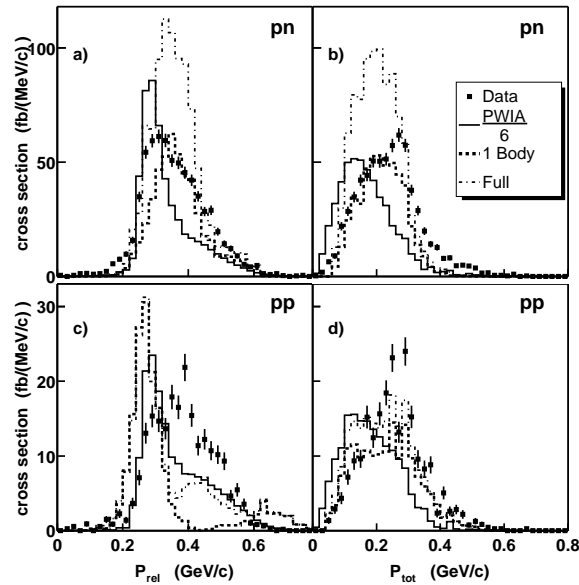 pn
pn
a)
b)
100
50
0
cross section (fb/(MeV/c)
Data
PWIA
6
1 Body
Full
pp
pp
c)
d)
30
20
10
0
cross section (fb/(MeV/c))
0 0.2 0.4 0.6 0 0.2 0.4 0.6 0.8
P_rel (GeV/c)
P_tot (GeV/c)